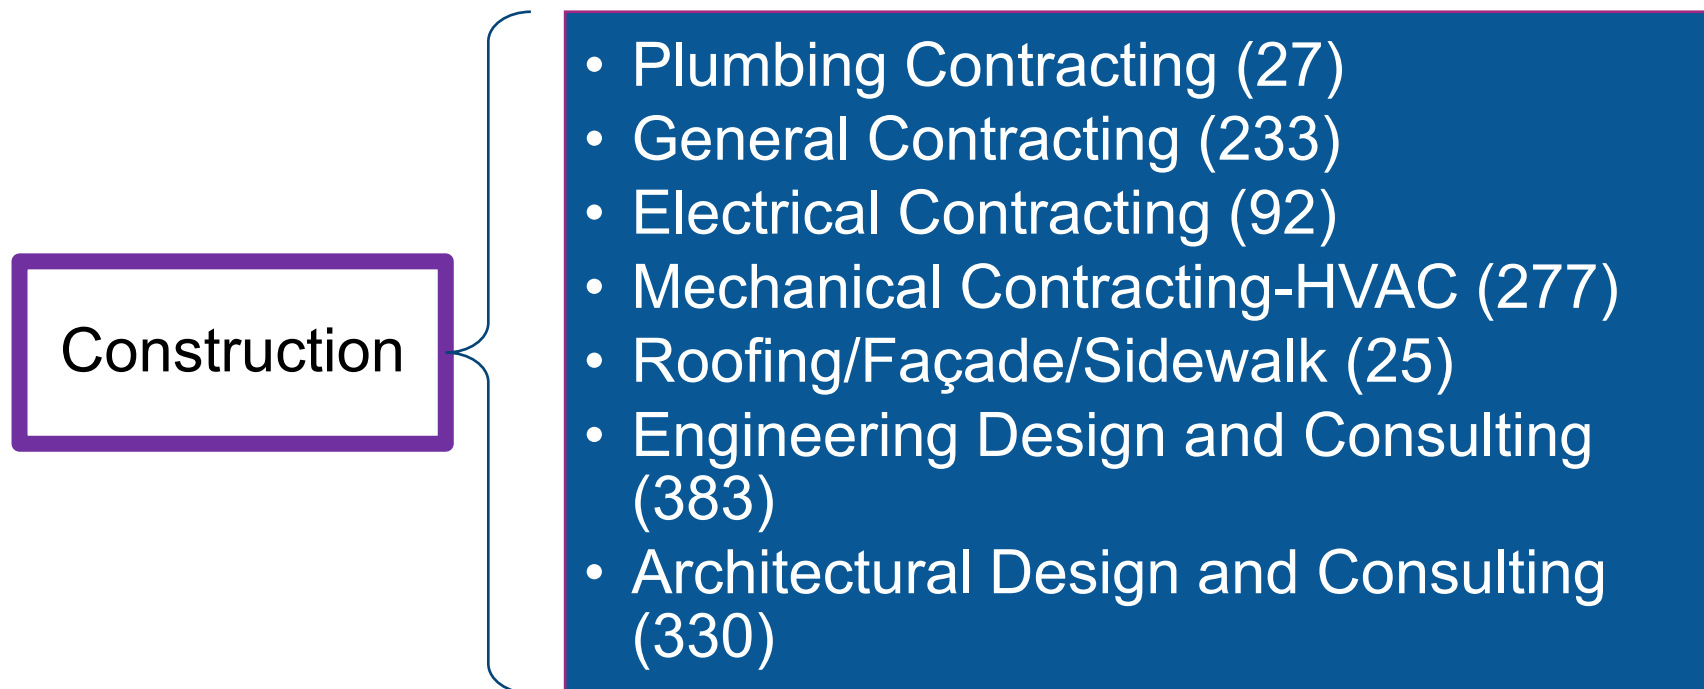 Construction
• Plumbing Contracting (27)
• General Contracting (233)
• Electrical Contracting (92)
• Mechanical Contracting-HVAC (277)
• Roofing/Façade/Sidewalk (25)
• Engineering Design and Consulting
(383)
• Architectural Design and Consulting
(330)